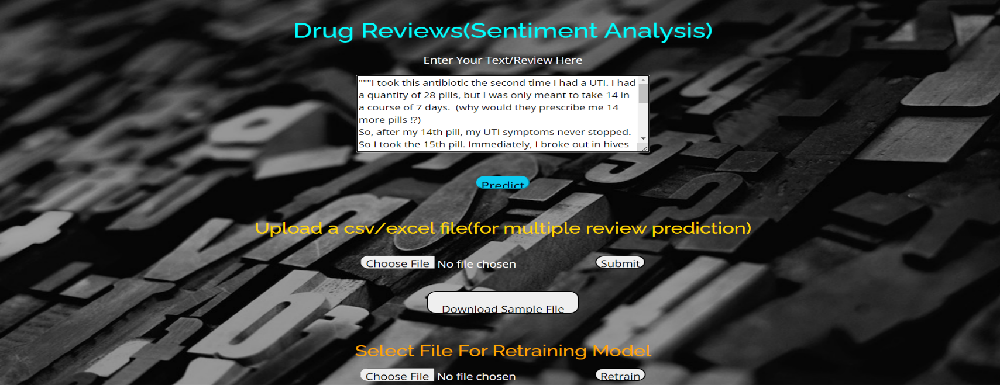 Drug Reviews(Sentiment Analysis)
Enter Your Text/Review Here
"""I took this antibiotic the second time I had a UTI. I had
a quantity of 28 pills, but I was only meant to take 14 in
a course of 7 days.  (why would they prescribe me 14
more pills !?)
So, after my 14th pill, my UTI symptoms never stopped.
So I took the 15th pill. Immediately, I broke out in hives
Predict
Upload a csv/excel file(for multiple review prediction)
Choose File No file chosen Submit
Download Sample File
Select File For Retraining Model
Choose File No file chosen Retrain